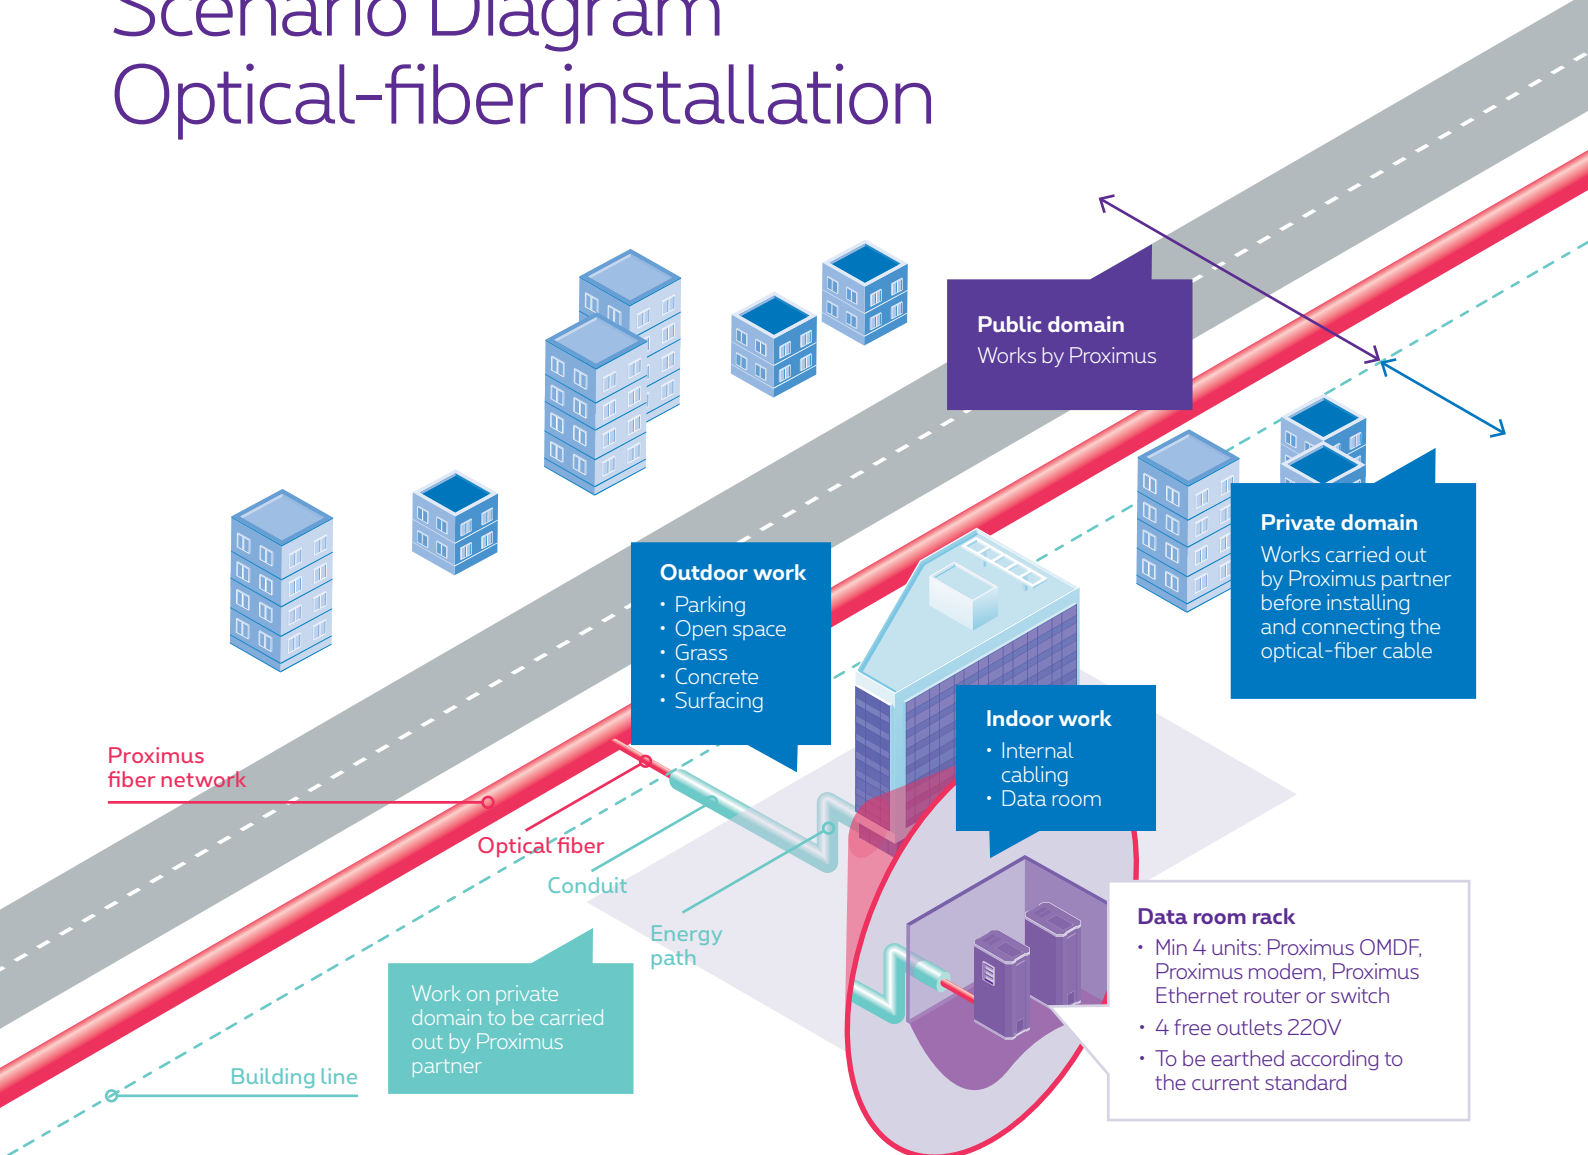 Scenario Diagram
Optical-fiber installation
Public domain
Works by Proximus
Private domain
Works carried out
by Proximus partner
before installing
and connecting the
optical-fiber cable
Outdoor work
• Parking
• Open space
• Grass
• Concrete
• Surfacing
Indoor work
• Internal
cabling
• Data room
Proximus
fiber network
Optical fiber
Conduit
Energy
path
Data room rack
• Min 4 units: Proximus OMDF,
Proximus modem, Proximus
Ethernet router or switch
• 4 free outlets 220V
• To be earthed according to
the current standard
Work on private
domain to be carried
out by Proximus
partner
Building line